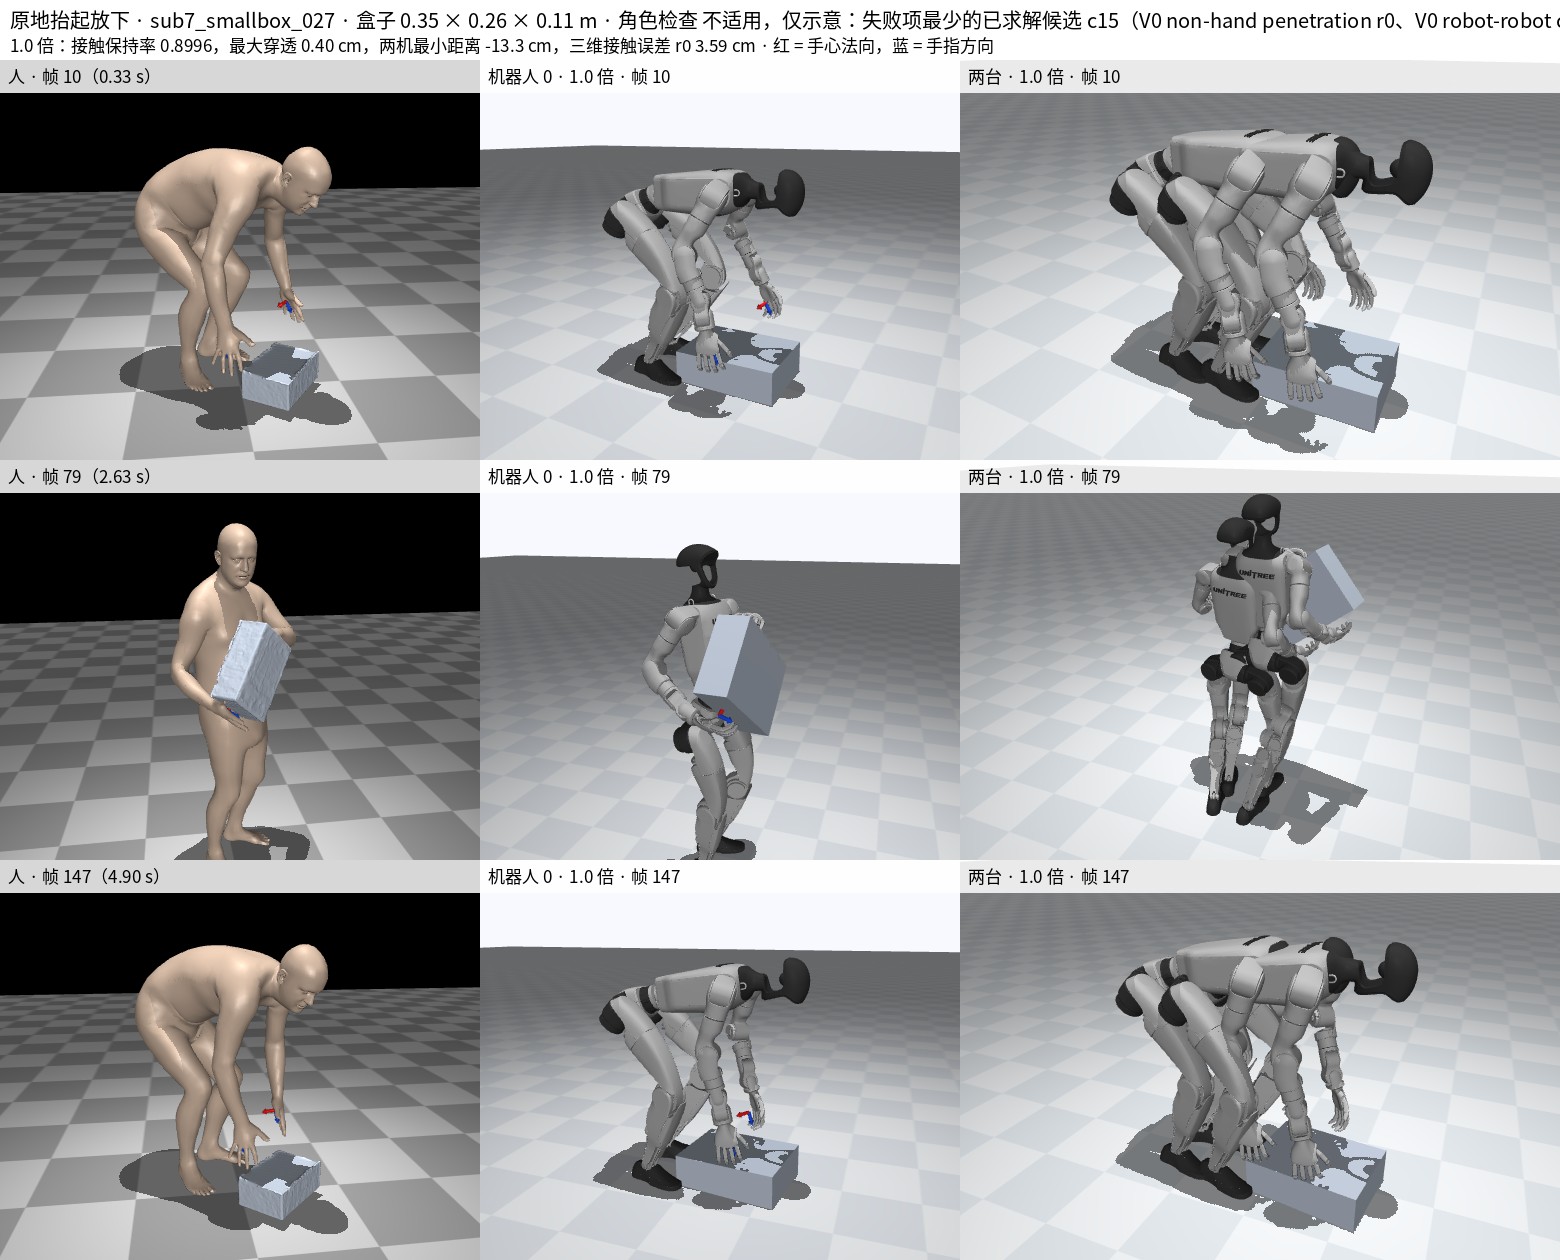 原地抬起放下 · sub7_smallbox_027 · 盒子 0.35 × 0.26 × 0.11 m · 角色检查 不适用，仅示意：失败项最少的已求解候选 c15（V0 non-hand penetration r0、V0 robot-robot
1.0 倍：接触保持率 0.8996，最大穿透 0.40 cm，两机最小距离 -13.3 cm，三维接触误差 r0 3.59 cm · 红 = 手心法向，蓝 = 手指方向
人 · 帧 10（0.33 s）
机器人 0 · 1.0 倍 · 帧 10
两台 · 1.0 倍 · 帧 10
人 · 帧 79（2.63 s）
机器人 0 · 1.0 倍 · 帧 79
两台 · 1.0 倍 · 帧 79
UNITREE
UNITREE
人 · 帧 147（4.90 s）
机器人 0 · 1.0 倍 · 帧 147
两台 · 1.0 倍 · 帧 147